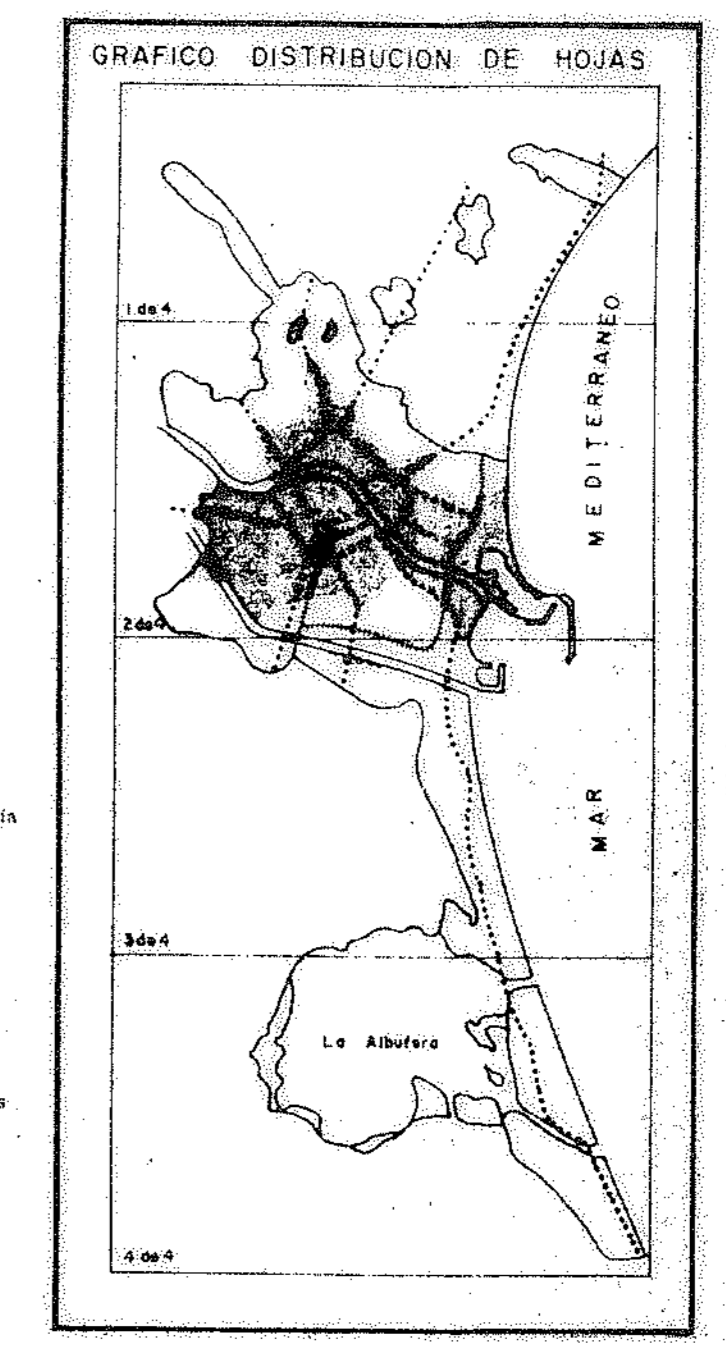 GRAFICO DISTRIBUCION DE HOJAS
1 de 4
MEDITERRANEO
2 de 4
MAR
3 de 4
La Albufera
4 de 4